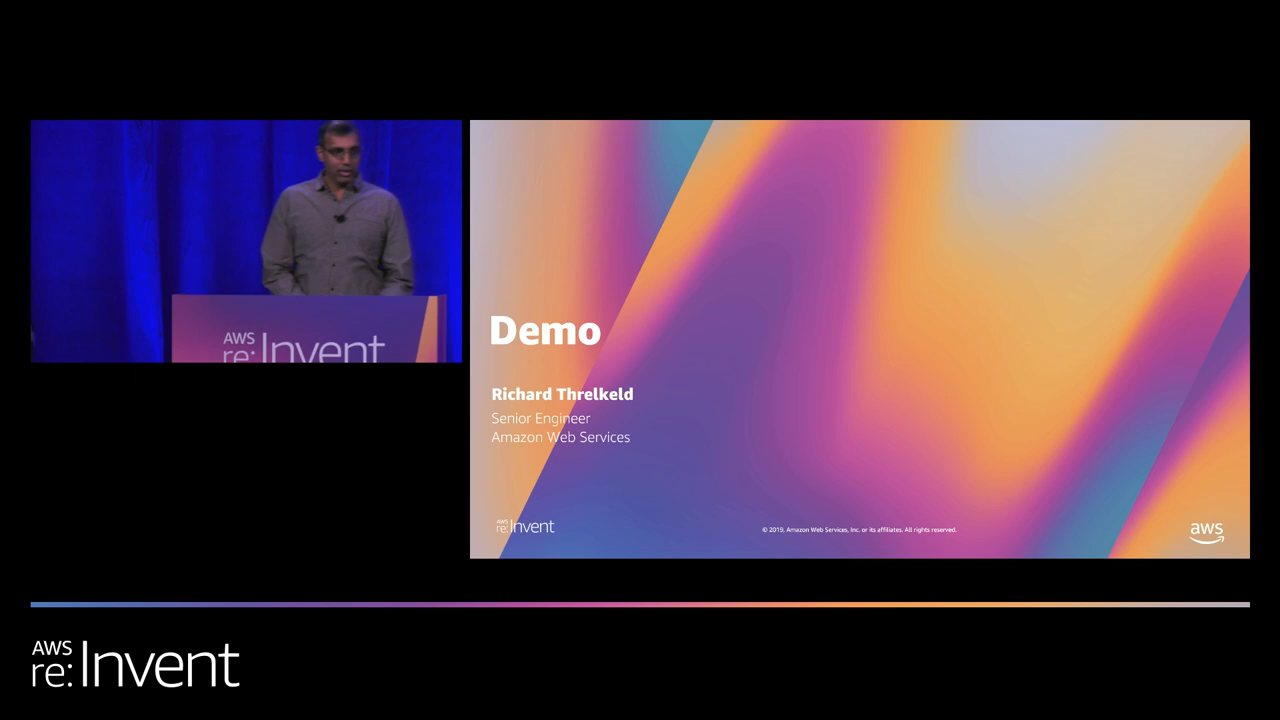 AWS
re:Invent
Demo
Richard Threlkeld
Senior Engineer
Amazon Web Services
AWS
re:Invent
© 2019, Amazon Web Services, Inc. or its affiliates. All rights reserved.
aws
AWS
re:Invent